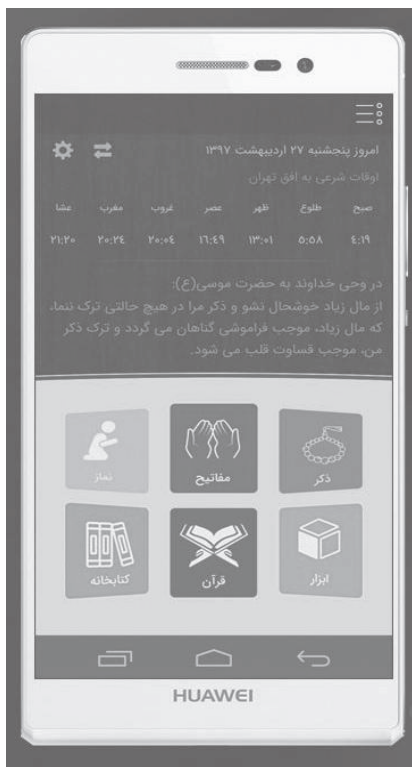 امروز پنجشنبه ۲۷ اردیبهشت ۱۳۹۷
اوقات شرعی به افق تهران
صبح طلوع ظهر عصر غروب مغرب عشا
۴:۱۹ ۵:۵۸ ۱۳:۰۱ ۱۶:۴۹ ۲۰:۰۴ ۲۰:۲۴ ۲۱:۲۰
در وحی خداوند به حضرت موسی(ع):
از مال زیاد خوشحال نشو و ذکر مرا در هیچ حالتی ترک ننما،
که مال زیاد، موجب فراموشی گناهان می گردد و ترک ذکر
من، موجب قساوت قلب می شود.
ذکر مفاتیح نماز
ابزار قرآن کتابخانه
HUAWEI